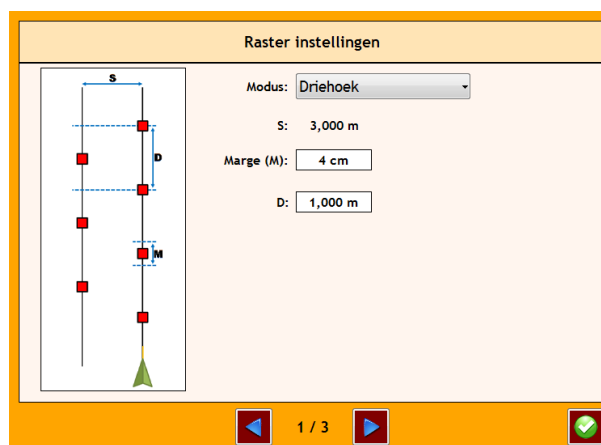 Raster instellingen
S
D
M
Modus: Driehoek
S: 3,000 m
Marge (M): 4 cm
D: 1,000 m
1 / 3